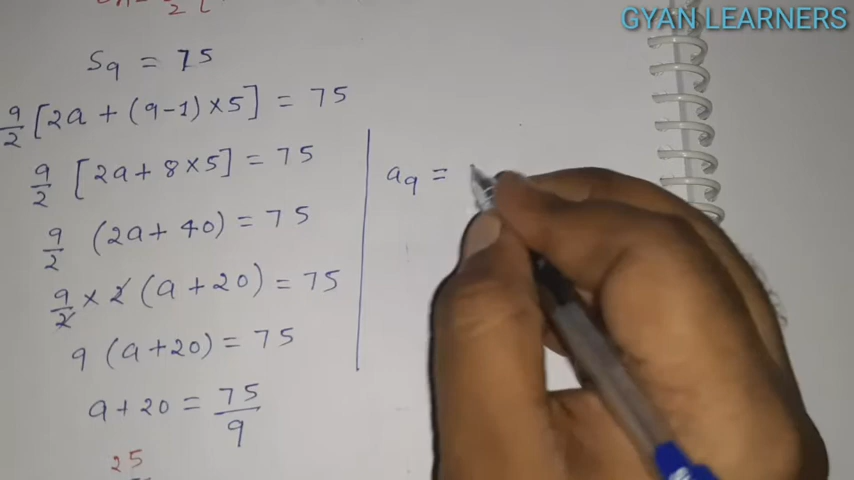 GYAN LEARNERS
S₉ = 75
9/2 [2a + (9-1) × 5] = 75
9/2 [2a + 8 × 5] = 75
9/2 (2a + 40) = 75
9/2 × 2 (a + 20) = 75
9 (a + 20) = 75
a + 20 = 75/9
25
a₉ =